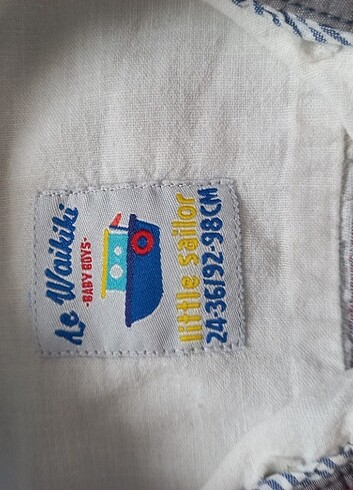 Lc Waikiki
-BABY BOYS-
little sailor
24-36/92-98CM